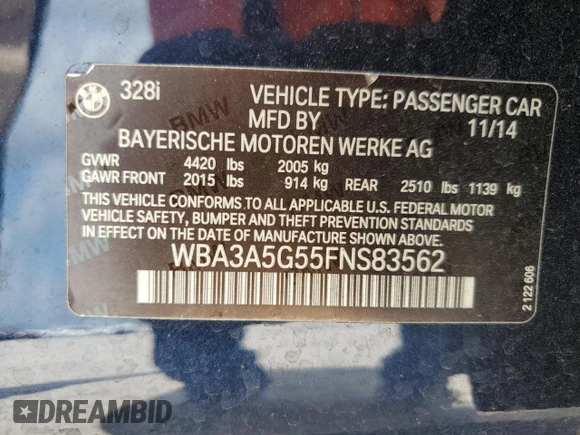 328i VEHICLE TYPE: PASSENGER CAR
MFD BY 11/14
BAYERISCHE MOTOREN WERKE AG
GVWR 4420 lbs 2005 kg
GAWR FRONT 2015 lbs 914 kg REAR 2510 lbs 1139 kg
THIS VEHICLE CONFORMS TO ALL APPLICABLE U.S. FEDERAL MOTOR
VEHICLE SAFETY, BUMPER AND THEFT PREVENTION STANDARDS
IN EFFECT ON THE DATE OF MANUFACTURE SHOWN ABOVE.
WBA3A5G55FNS83562
2 122 606
DREAMBID